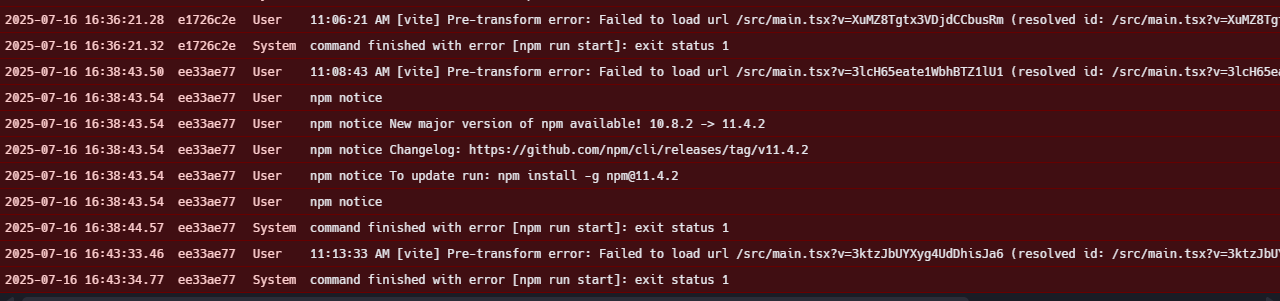 2025-07-16 16:36:21.28 e1726c2e User 11:06:21 AM [vite] Pre-transform error: Failed to load url /src/main.tsx?v=XuMZ8Tgtx3VDjdCCbusRm (resolved id: /src/main.tsx?v=XuMZ8Tgt
2025-07-16 16:36:21.32 e1726c2e System command finished with error [npm run start]: exit status 1
2025-07-16 16:38:43.50 ee33ae77 User 11:08:43 AM [vite] Pre-transform error: Failed to load url /src/main.tsx?v=3lcH65eate1WbhBTZ1lU1 (resolved id: /src/main.tsx?v=3lcH65ea
2025-07-16 16:38:43.54 ee33ae77 User npm notice
2025-07-16 16:38:43.54 ee33ae77 User npm notice New major version of npm available! 10.8.2 -> 11.4.2
2025-07-16 16:38:43.54 ee33ae77 User npm notice Changelog: https://github.com/npm/cli/releases/tag/v11.4.2
2025-07-16 16:38:43.54 ee33ae77 User npm notice To update run: npm install -g npm@11.4.2
2025-07-16 16:38:43.54 ee33ae77 User npm notice
2025-07-16 16:38:44.57 ee33ae77 System command finished with error [npm run start]: exit status 1
2025-07-16 16:43:33.46 ee33ae77 User 11:13:33 AM [vite] Pre-transform error: Failed to load url /src/main.tsx?v=3ktzJbUYXyg4UdDhisJa6 (resolved id: /src/main.tsx?v=3ktzJbUY
2025-07-16 16:43:34.77 ee33ae77 System command finished with error [npm run start]: exit status 1